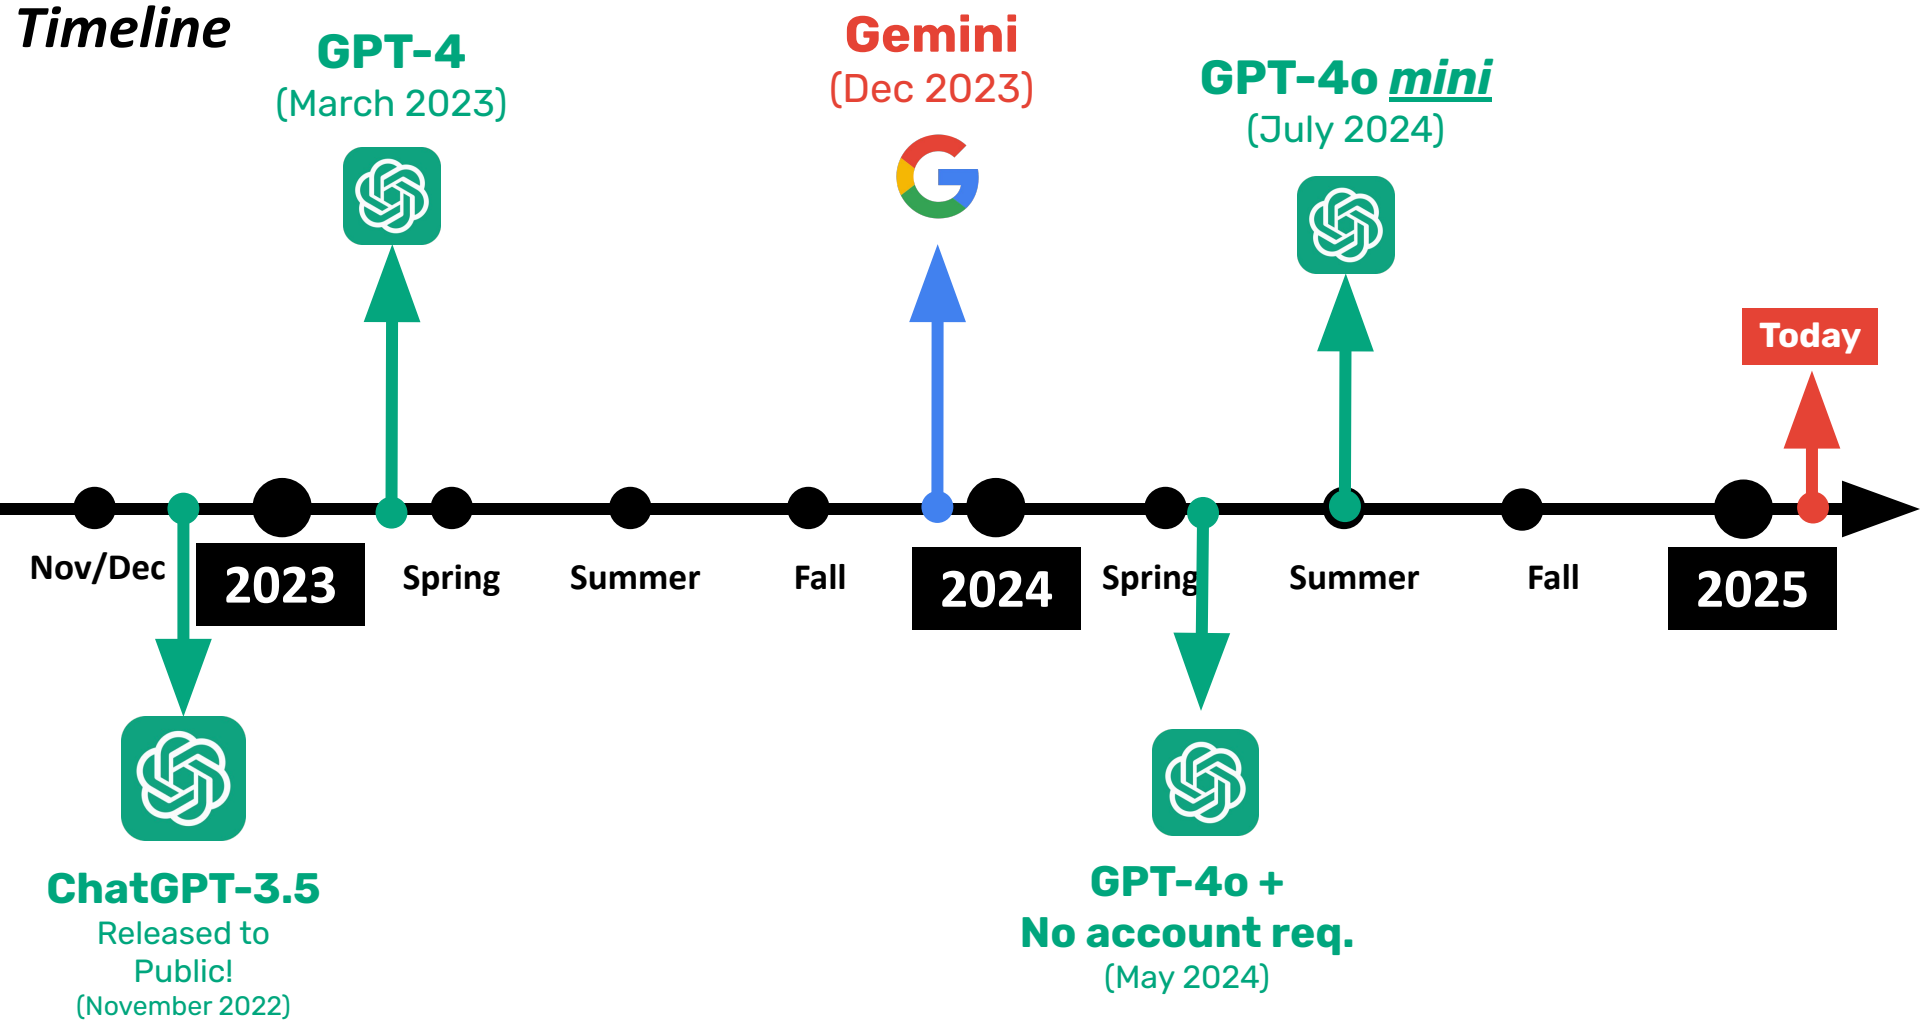 Timeline
GPT-4
(March 2023)
Gemini
(Dec 2023)
GPT-4o mini
(July 2024)
Today
Nov/Dec
2023
Spring
Summer
Fall
2024
Spring
Summer
Fall
2025
ChatGPT-3.5
Released to
Public!
(November 2022)
GPT-4o +
No account req.
(May 2024)